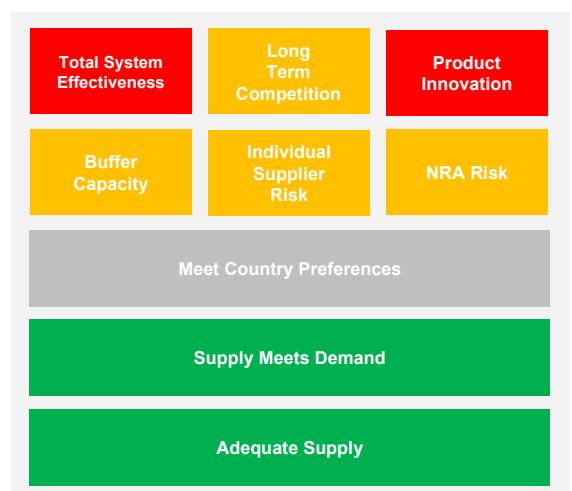 Total System
Effectiveness
Long
Term
Competition
Product
Innovation
Buffer
Capacity
Individual
Supplier
Risk
NRA Risk
Meet Country Preferences
Supply Meets Demand
Adequate Supply